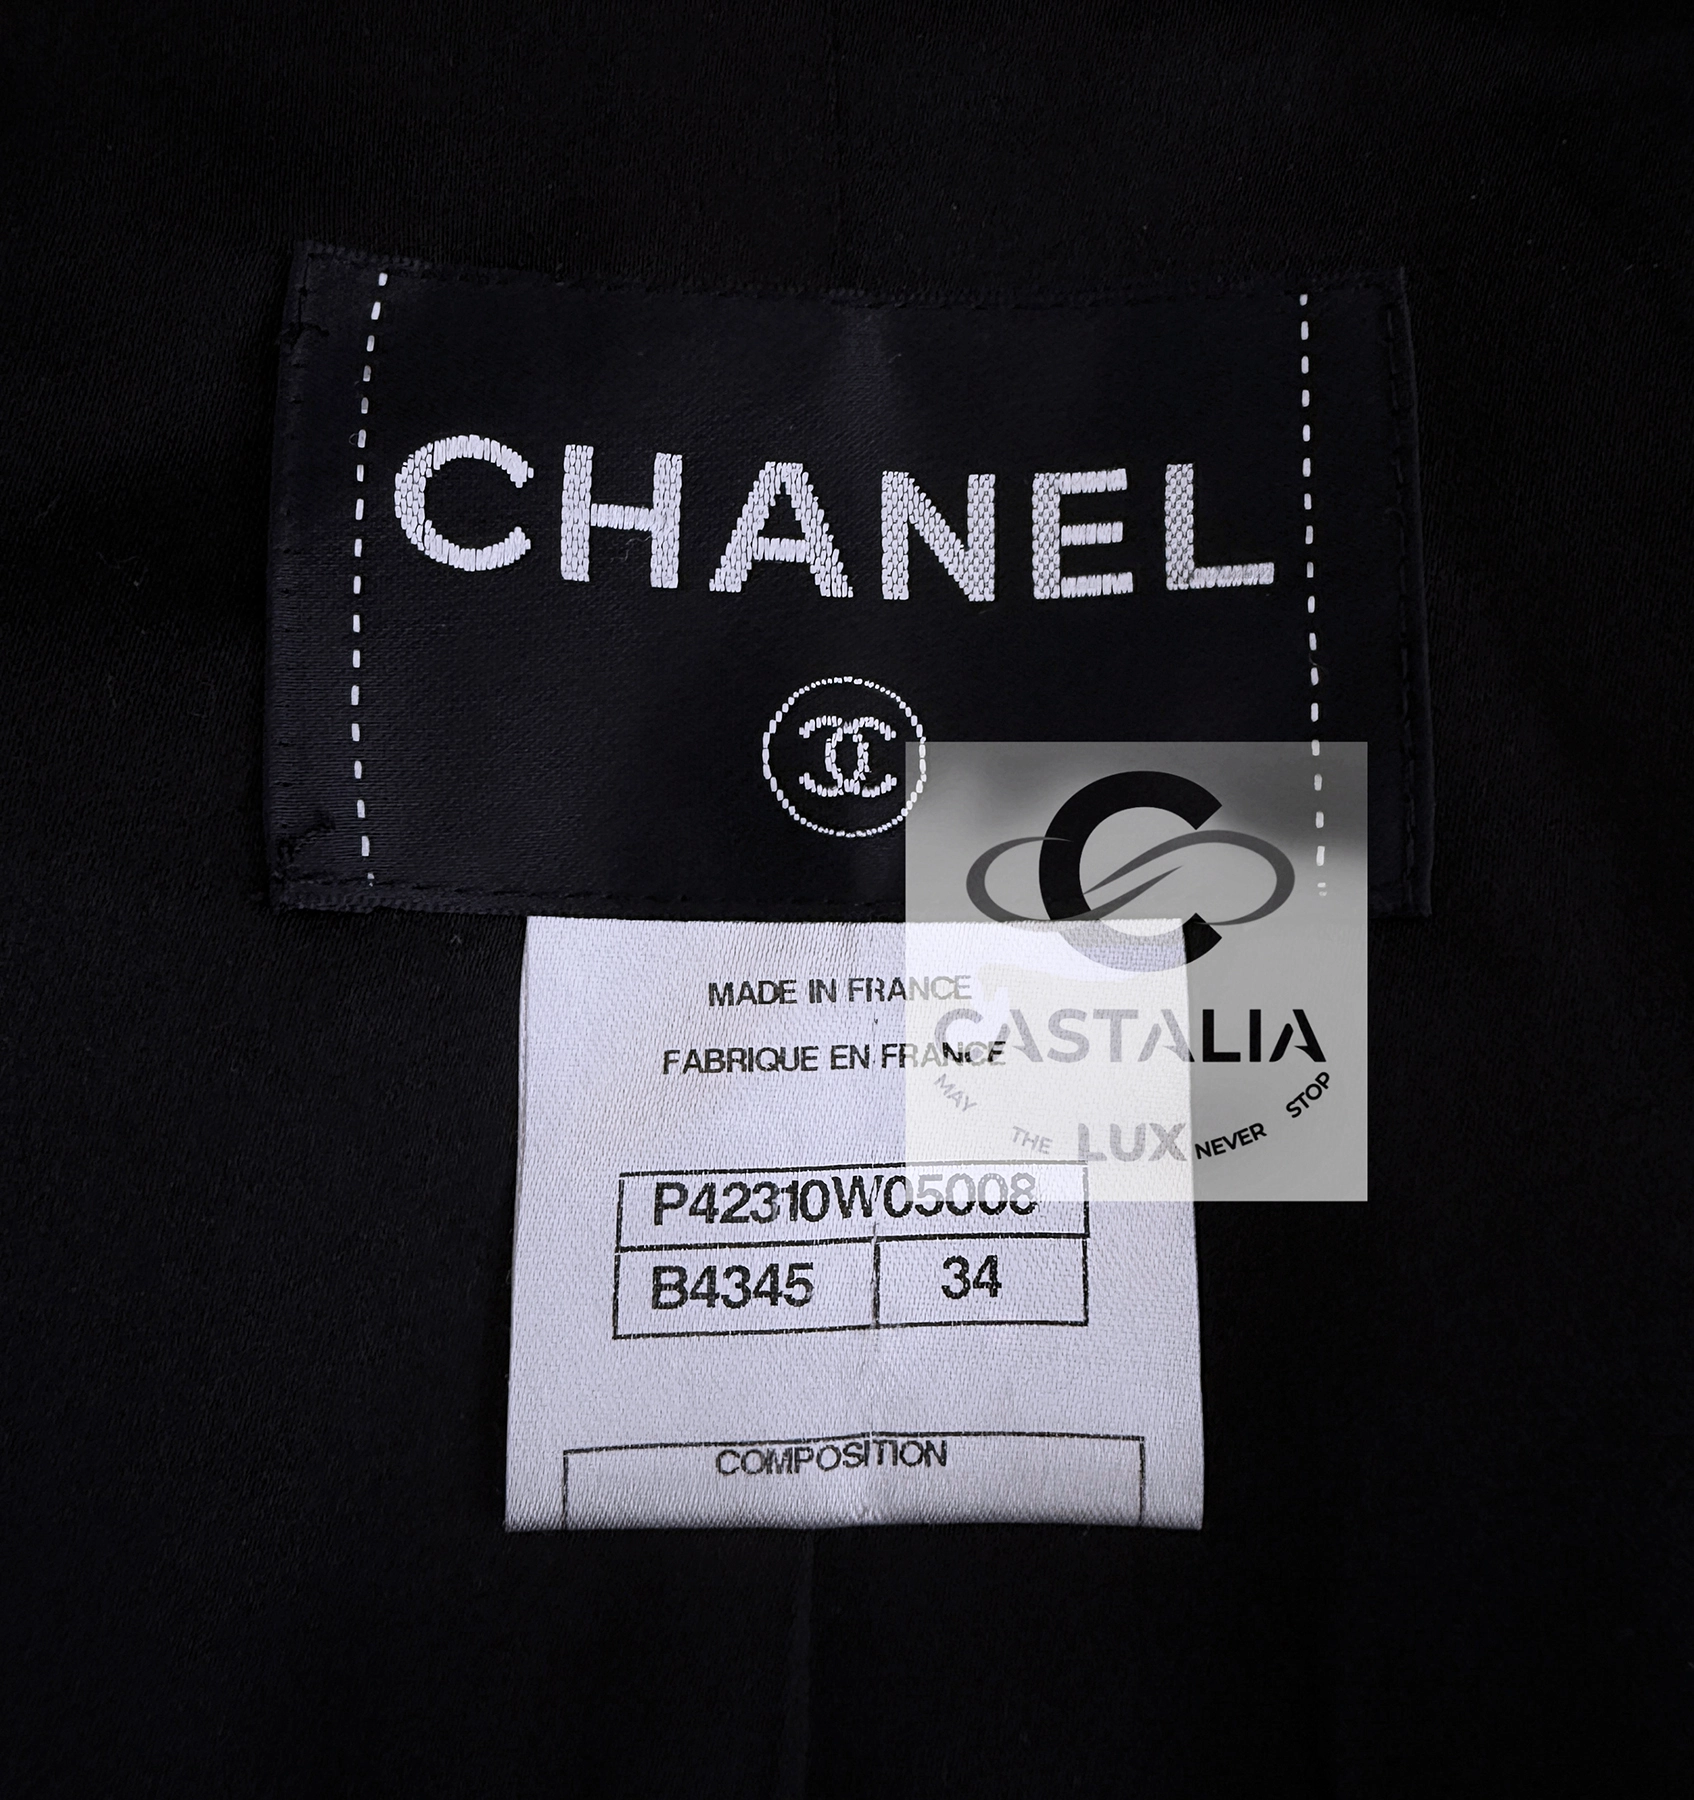 CHANEL
MADE IN FRANCE
FABRIQUE EN FRANCE
CASTALIA
MAY THE LUX NEVER STOP
P42310W05008
B4345 34
COMPOSITION